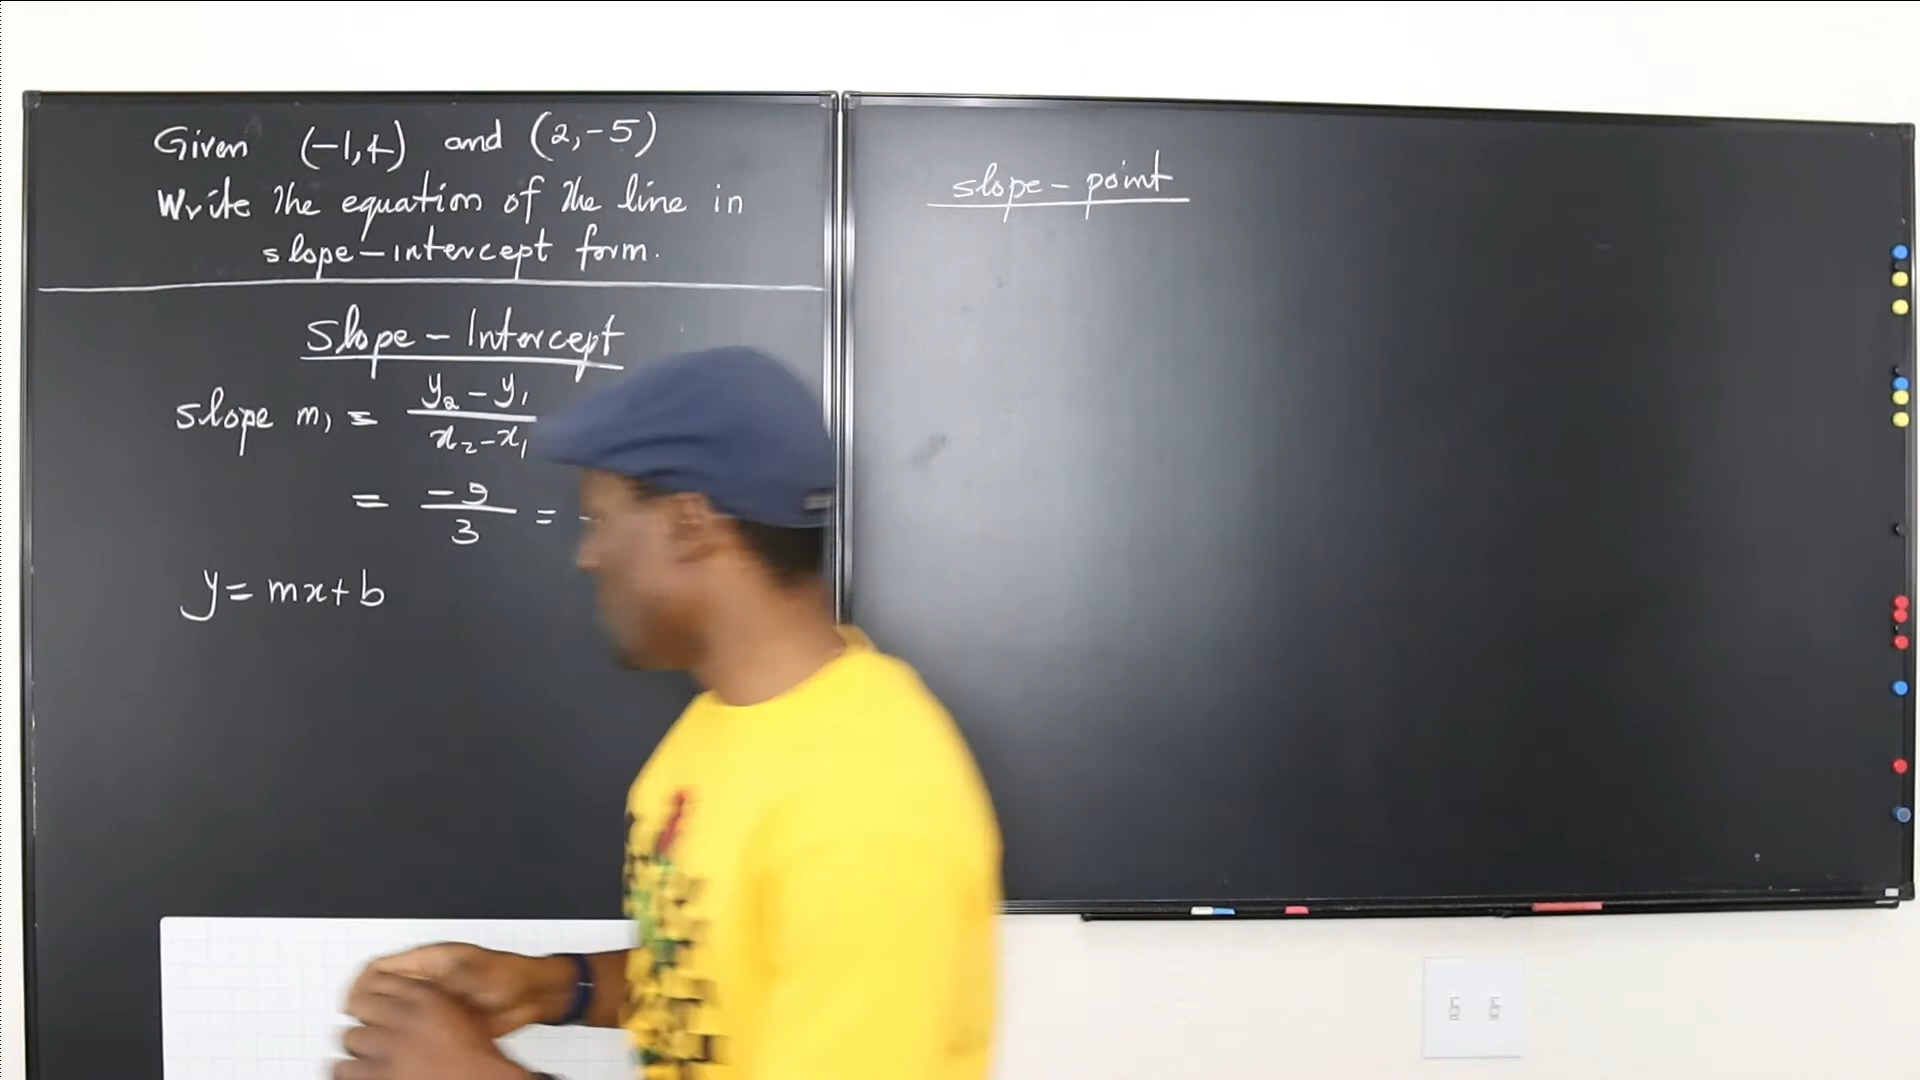 Given (-1,4) and (2,-5)
Write the equation of the line in
slope-intercept form.
Slope - Intercept
slope m, = y₂ - y₁ / x₂ - x₁
= -9 / 3 = -
y = mx + b
slope - point